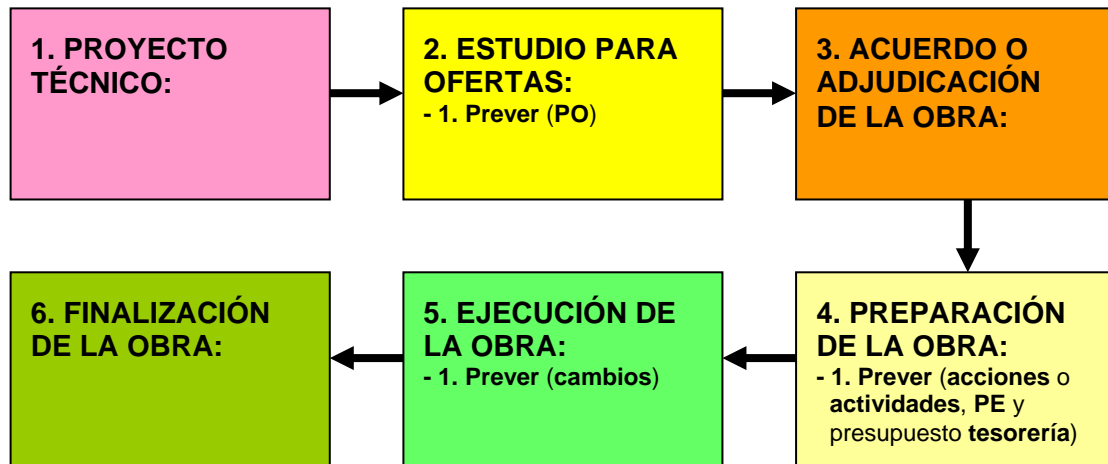 1. PROYECTO
TÉCNICO:
2. ESTUDIO PARA
OFERTAS:
- 1. Prever (PO)
3. ACUERDO O
ADJUDICACIÓN
DE LA OBRA:
4. PREPARACIÓN
DE LA OBRA:
- 1. Prever (acciones o
actividades, PE y
presupuesto tesorería)
5. EJECUCIÓN DE
LA OBRA:
- 1. Prever (cambios)
6. FINALIZACIÓN
DE LA OBRA: